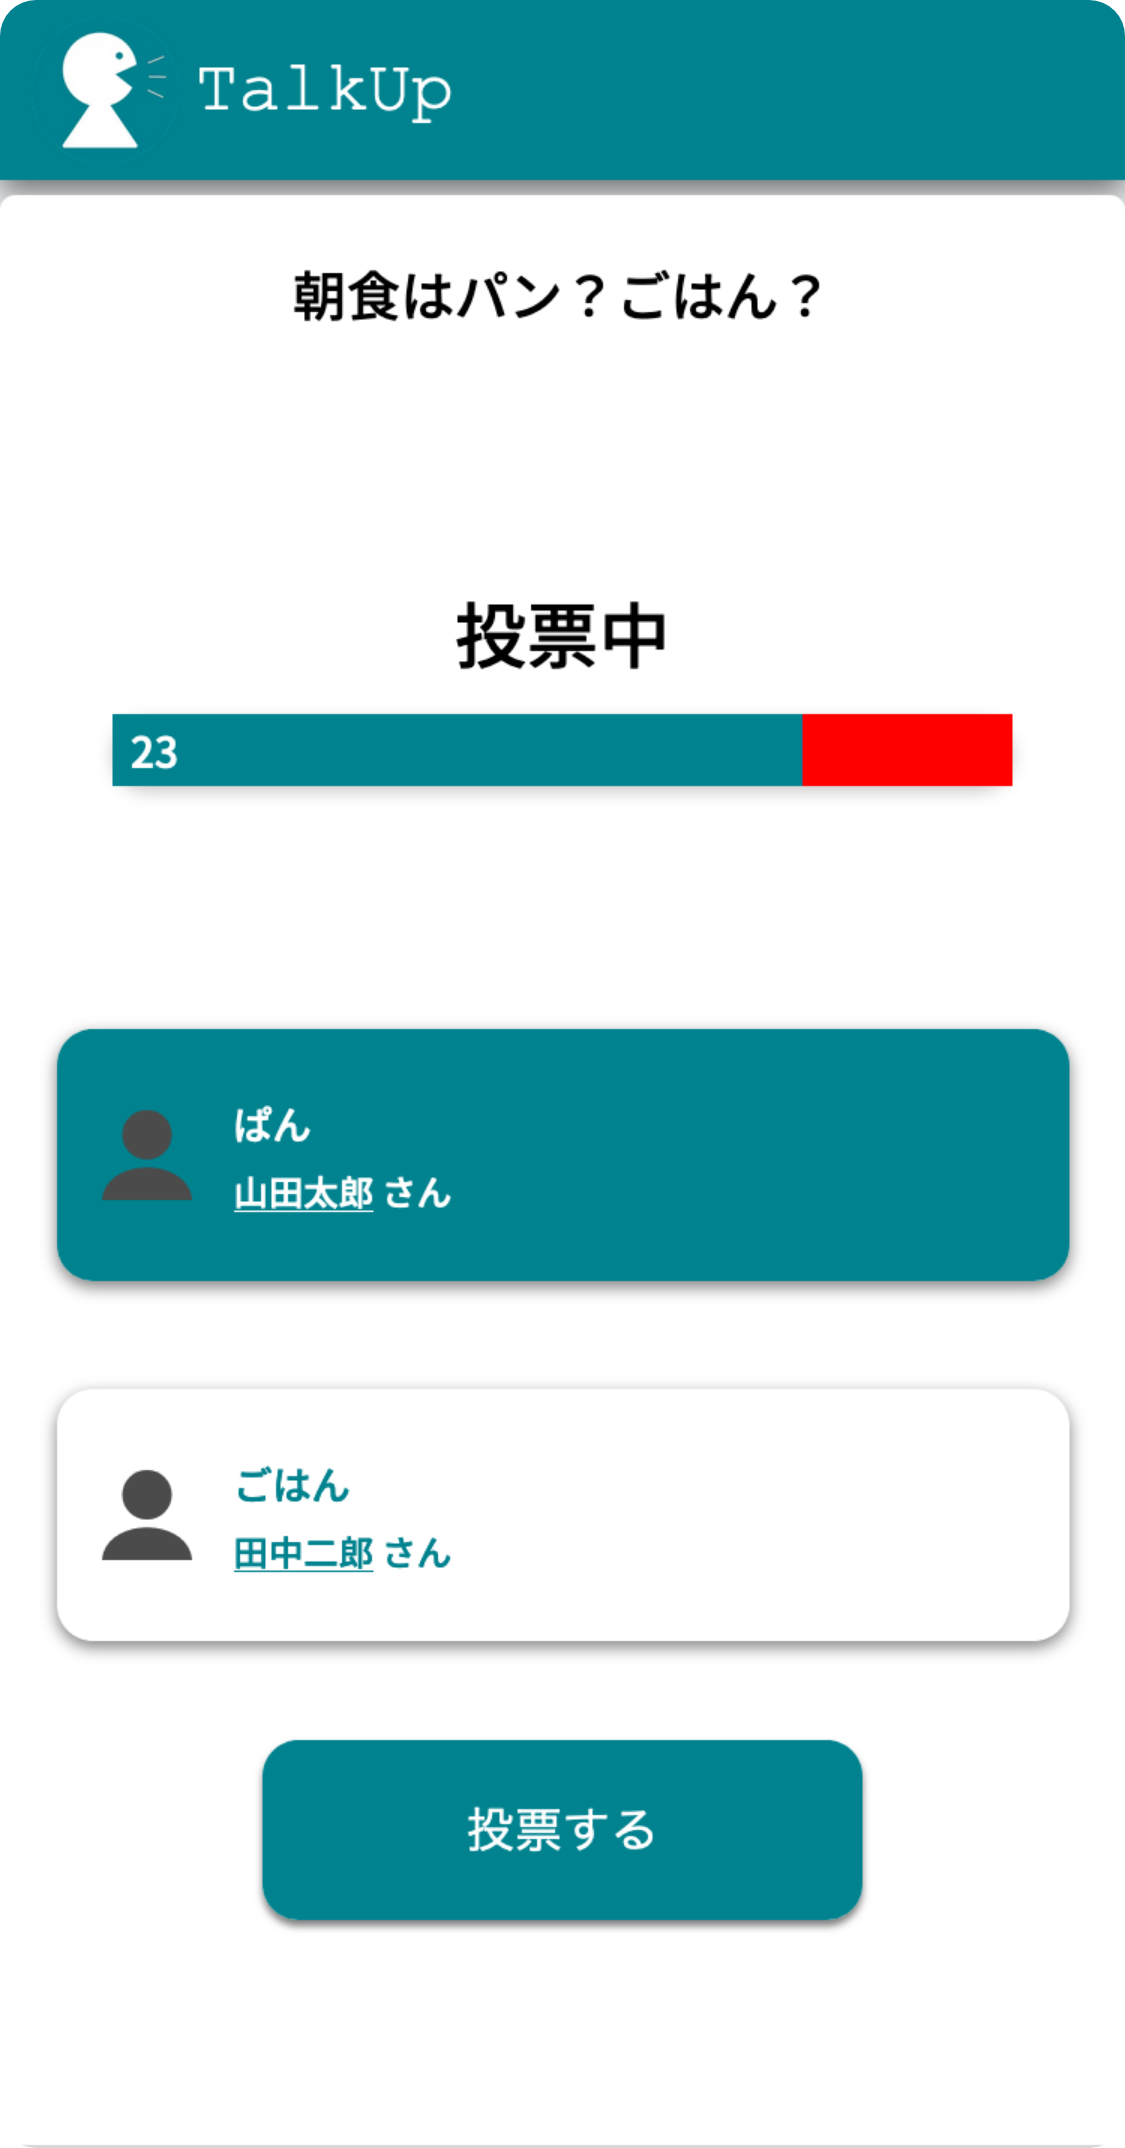 TalkUp
朝食はパン？ごはん？
投票中
23
ぱん
山田太郎 さん
ごはん
田中二郎 さん
投票する